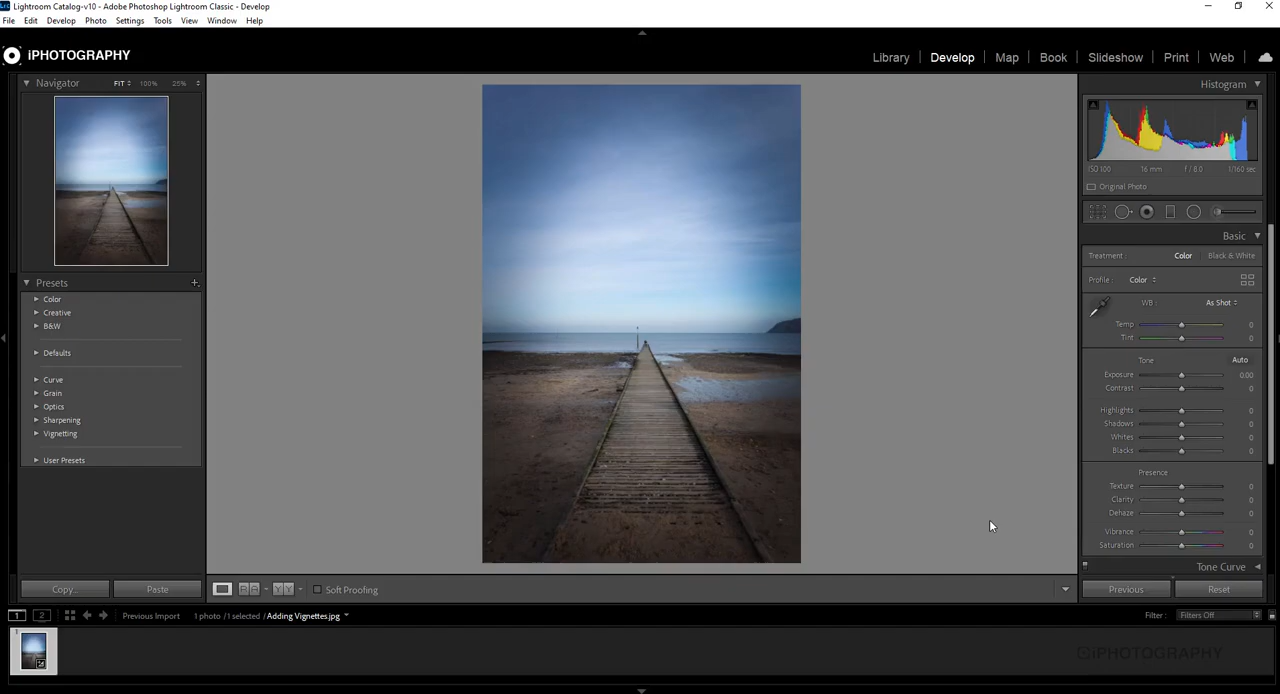 Lightroom Catalog-v10 - Adobe Photoshop Lightroom Classic - Develop
File Edit Develop Photo Settings Tools View Window Help
iPHOTOGRAPHY
Library | Develop | Map | Book | Slideshow | Print | Web
Navigator FIT 100% 25%
Histogram
ISO 100 16 mm f / 8.0 1/160 sec
Original Photo
Basic
Treatment : Color Black & White
Profile : Color
WB : As Shot
Temp 0
Tint 0
Tone Auto
Exposure 0.00
Contrast 0
Highlights 0
Shadows 0
Whites 0
Blacks 0
Presence
Texture 0
Clarity 0
Dehaze 0
Vibrance 0
Saturation 0
Tone Curve
Presets +
Color
Creative
B&W
Defaults
Curve
Grain
Optics
Sharpening
Vignetting
User Presets
Copy... Paste
R R Y Y Soft Proofing
Previous Reset
1 2 Previous Import 1 photo / 1 selected / Adding Vignettes.jpg
Filter : Filters Off
1
iPHOTOGRAPHY